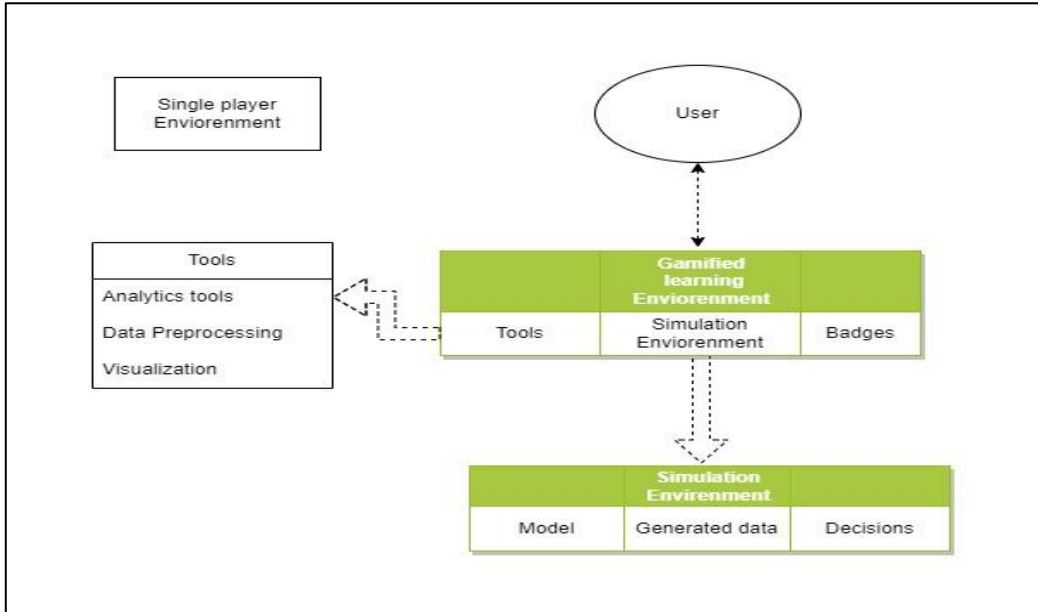 Single player
Enviorenment
User
Tools
Analytics tools
Data Preprocessing
Visualization
Gamified
learning
Enviorenment
Tools
Simulation
Enviorenment
Badges
Simulation
Envirenment
Model
Generated data
Decisions